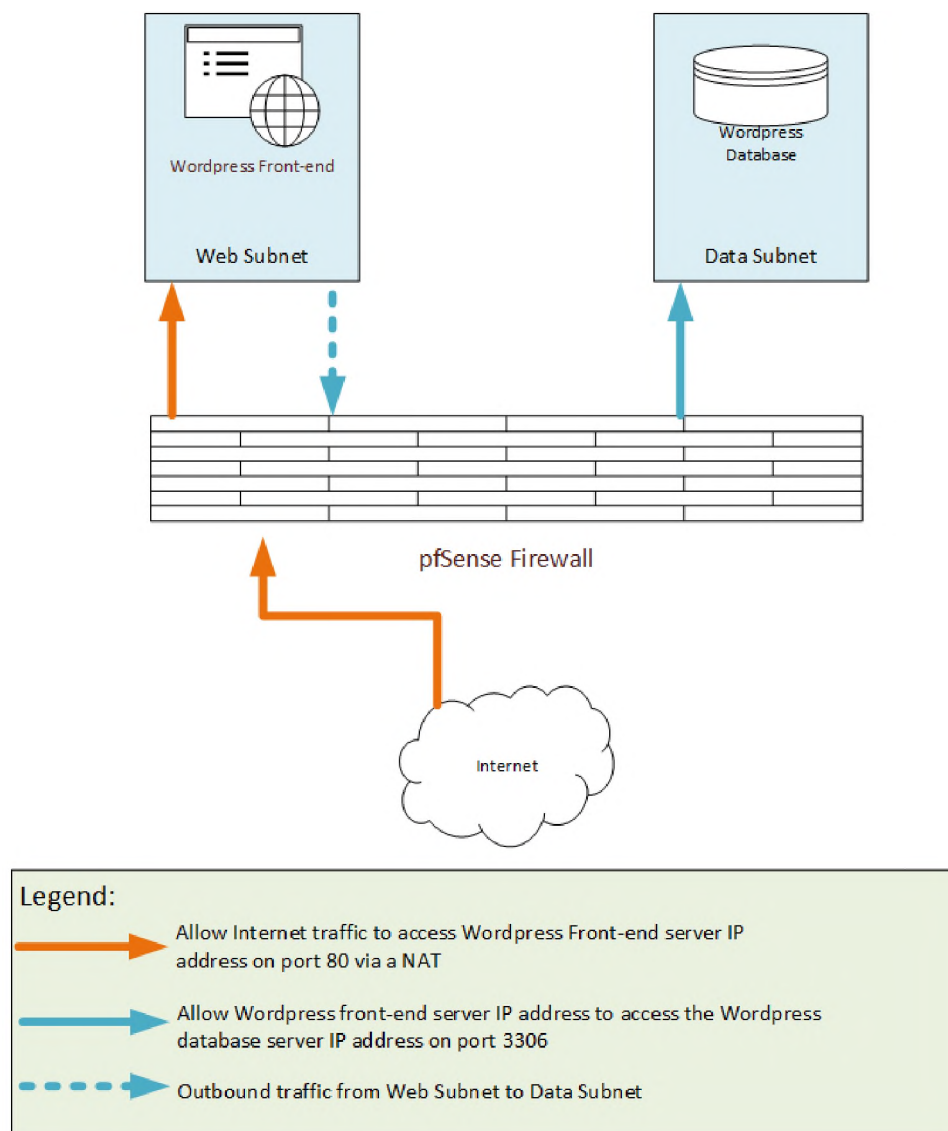 Wordpress Front-end
Web Subnet
Wordpress
Database
Data Subnet
pfSense Firewall
Internet
Legend:
Allow Internet traffic to access Wordpress Front-end server IP
address on port 80 via a NAT
Allow Wordpress front-end server IP address to access the Wordpress
database server IP address on port 3306
Outbound traffic from Web Subnet to Data Subnet